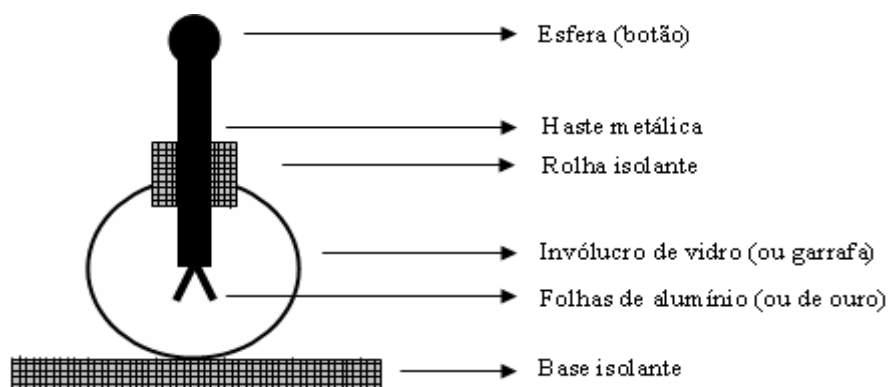 Esfera (botão)
Haste metálica
Rolha isolante
Invólucro de vidro (ou garrafa)
Folhas de alumínio (ou de ouro)
Base isolante